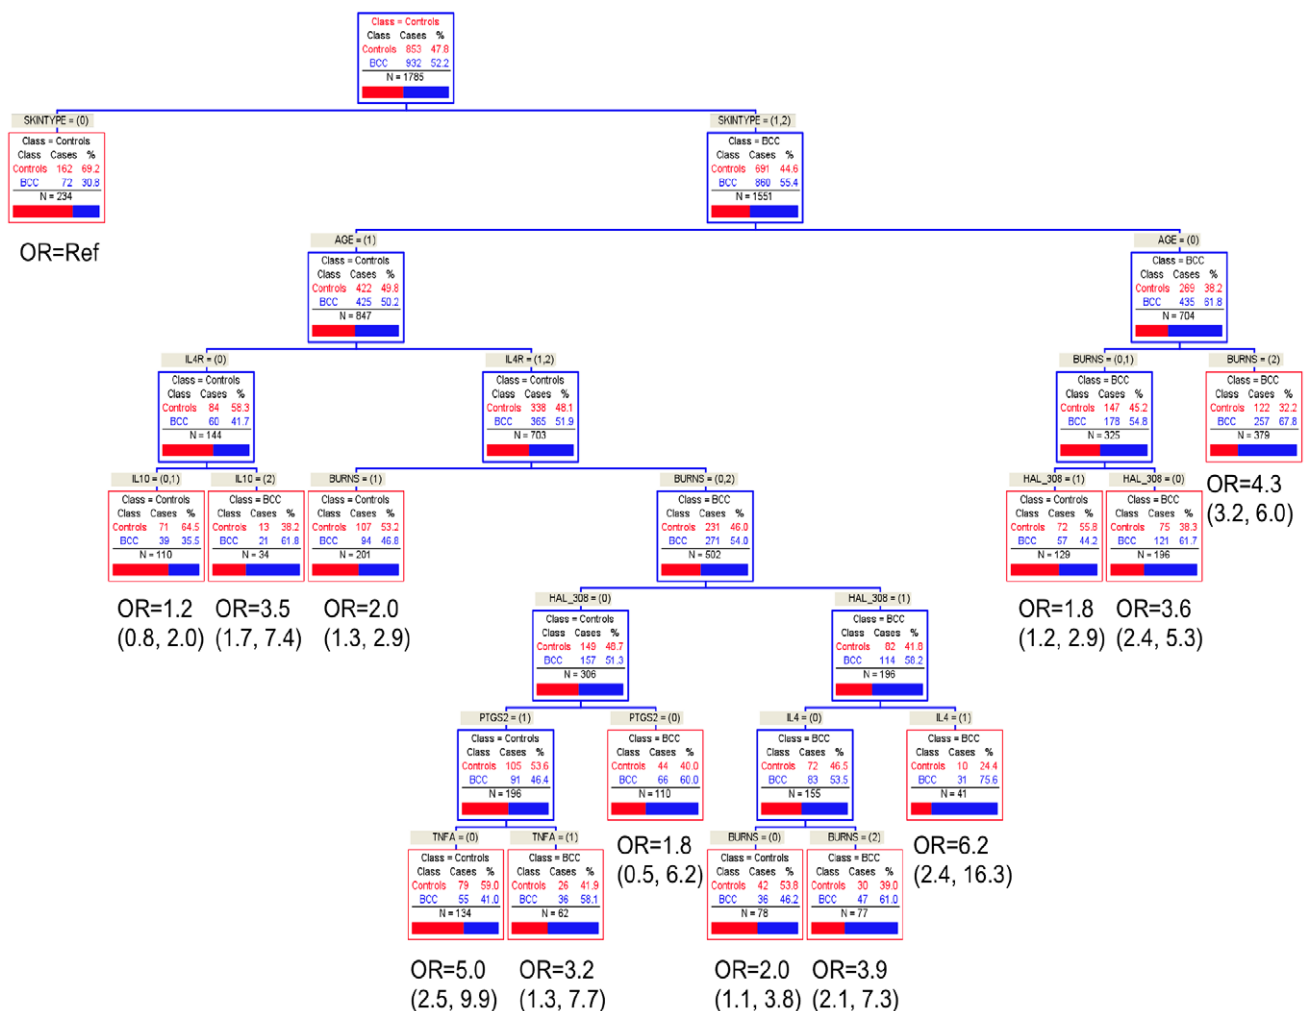 Class = Controls
Class Cases %
Controls 853 47.8
BCC 932 52.2
N = 1785
SKINTYPE = (0)
Class = Controls
Class Cases %
Controls 162 69.2
BCC 72 30.8
N = 234
OR=Ref
SKINTYPE = (1,2)
Class = BCC
Class Cases %
Controls 691 44.6
BCC 860 55.4
N = 1551
AGE = (1)
Class = Controls
Class Cases %
Controls 422 49.8
BCC 425 50.2
N = 847
AGE = (0)
Class = BCC
Class Cases %
Controls 269 38.2
BCC 435 61.8
N = 704
IL4R = (0)
Class = Controls
Class Cases %
Controls 84 58.3
BCC 60 41.7
N = 144
IL4R = (1,2)
Class = Controls
Class Cases %
Controls 338 48.1
BCC 365 51.9
N = 703
BURNS = (0,1)
Class = BCC
Class Cases %
Controls 147 45.2
BCC 178 54.8
N = 325
BURNS = (2)
Class = BCC
Class Cases %
Controls 122 32.2
BCC 257 67.8
N = 379
OR=4.3
(3.2, 6.0)
IL10 = (0,1)
Class = Controls
Class Cases %
Controls 71 64.5
BCC 39 35.5
N = 110
OR=1.2
(0.8, 2.0)
IL10 = (2)
Class = BCC
Class Cases %
Controls 13 38.2
BCC 21 61.8
N = 34
OR=3.5
(1.7, 7.4)
BURNS = (1)
Class = Controls
Class Cases %
Controls 107 53.2
BCC 94 46.8
N = 201
OR=2.0
(1.3, 2.9)
BURNS = (0,2)
Class = BCC
Class Cases %
Controls 231 46.0
BCC 271 54.0
N = 502
HAL_308 = (1)
Class = Controls
Class Cases %
Controls 72 55.8
BCC 57 44.2
N = 129
OR=1.8
(1.2, 2.9)
HAL_308 = (0)
Class = BCC
Class Cases %
Controls 75 38.3
BCC 121 61.7
N = 196
OR=3.6
(2.4, 5.3)
HAL_308 = (0)
Class = Controls
Class Cases %
Controls 149 48.7
BCC 157 51.3
N = 306
HAL_308 = (1)
Class = BCC
Class Cases %
Controls 82 41.8
BCC 114 58.2
N = 196
PTGS2 = (1)
Class = Controls
Class Cases %
Controls 105 53.6
BCC 91 46.4
N = 196
PTGS2 = (0)
Class = BCC
Class Cases %
Controls 44 40.0
BCC 66 60.0
N = 110
OR=1.8
(0.5, 6.2)
IL4 = (0)
Class = BCC
Class Cases %
Controls 72 46.5
BCC 83 53.5
N = 155
IL4 = (1)
Class = BCC
Class Cases %
Controls 10 24.4
BCC 31 75.6
N = 41
OR=6.2
(2.4, 16.3)
TNFA = (0)
Class = Controls
Class Cases %
Controls 79 59.0
BCC 55 41.0
N = 134
OR=5.0
(2.5, 9.9)
TNFA = (1)
Class = BCC
Class Cases %
Controls 26 41.9
BCC 36 58.1
N = 62
OR=3.2
(1.3, 7.7)
BURNS = (0)
Class = Controls
Class Cases %
Controls 42 53.8
BCC 36 46.2
N = 78
OR=2.0
(1.1, 3.8)
BURNS = (2)
Class = BCC
Class Cases %
Controls 30 39.0
BCC 47 61.0
N = 77
OR=3.9
(2.1, 7.3)